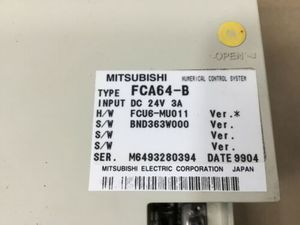 OPEN
MITSUBISHI NUMERICAL CONTROL SYSTEM
TYPE FCA64-B
INPUT DC 24V 3A
H/W FCU6-MU011 Ver.*
S/W BND363W000 Ver.
S/W Ver.
S/W Ver.
SER. M6493280394 DATE 9904
MITSUBISHI ELECTRIC CORPORATION JAPAN